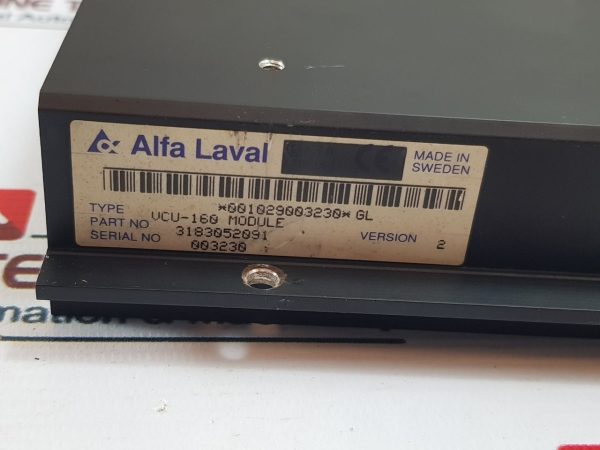 Alfa Laval
MADE IN
SWEDEN
*001029003230* GL
TYPE VCU-160 MODULE
PART NO 3183052091 VERSION 2
SERIAL NO 003230